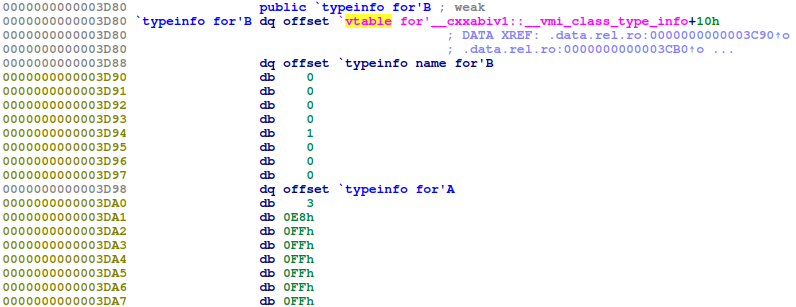 0000000000003D80 public `typeinfo for'B ; weak
0000000000003D80 `typeinfo for'B dq offset `vtable for'__cxxabiv1::__vmi_class_type_info+10h
0000000000003D80 ; DATA XREF: .data.rel.ro:0000000000003C90↑o
0000000000003D80 ; .data.rel.ro:0000000000003CB0↑o ...
0000000000003D88 dq offset `typeinfo name for'B
0000000000003D90 db 0
0000000000003D91 db 0
0000000000003D92 db 0
0000000000003D93 db 0
0000000000003D94 db 1
0000000000003D95 db 0
0000000000003D96 db 0
0000000000003D97 db 0
0000000000003D98 dq offset `typeinfo for'A
0000000000003DA0 db 3
0000000000003DA1 db 0E8h
0000000000003DA2 db 0FFh
0000000000003DA3 db 0FFh
0000000000003DA4 db 0FFh
0000000000003DA5 db 0FFh
0000000000003DA6 db 0FFh
0000000000003DA7 db 0FFh